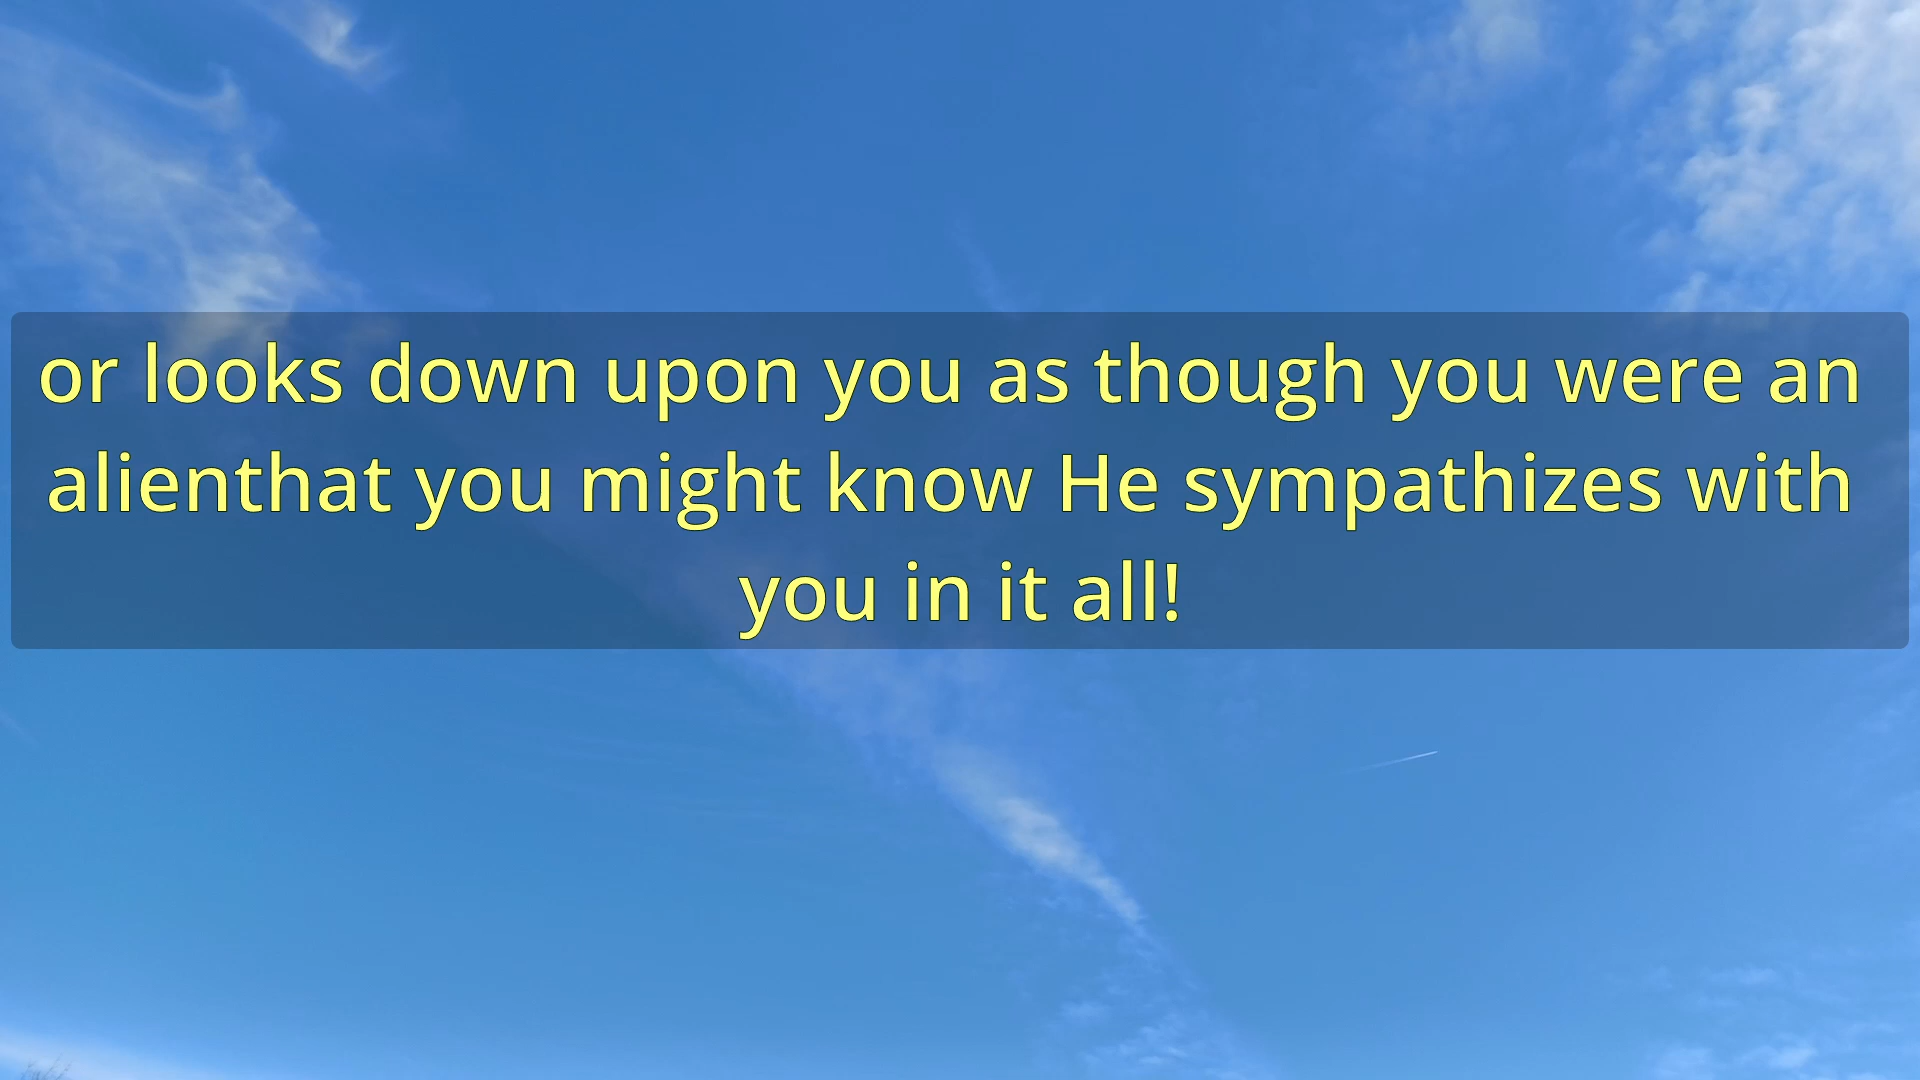 or looks down upon you as though you were an
alienthat you might know He sympathizes with
you in it all!